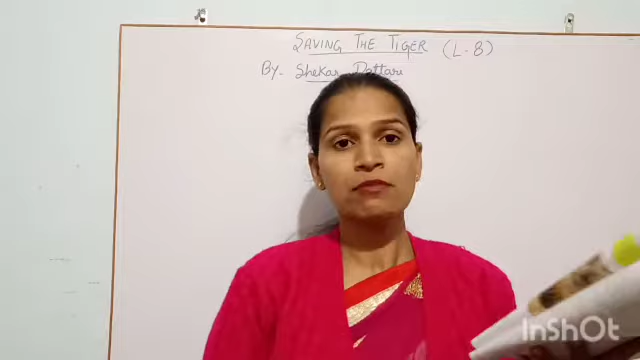 SAVING THE TIGER (L-8)
By. Shekar Dattari
InShOt